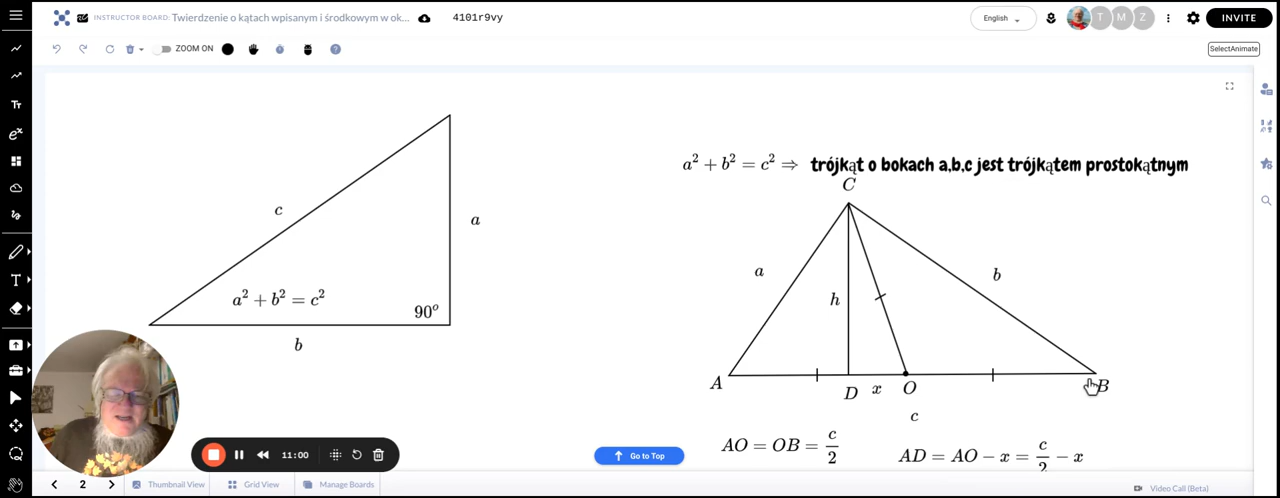 INSTRUCTOR BOARD: Twierdzenie o kątach wpisanym i środkowym w ok...
4101r9vy
English
T M Z
INVITE
ZOOM ON
SelectAnimate
c
a
a² + b² = c²
90°
b
a² + b² = c² ⇒ trójkąt o bokach a,b,c jest trójkątem prostokątnym
C
a
b
h
A
D
x
O
B
c
AO = OB = c/2
AD = AO − x = c/2 − x
11:00
Go to Top
2
Thumbnail View
Grid View
Manage Boards
Video Call (Beta)
Tт
eˣ
T